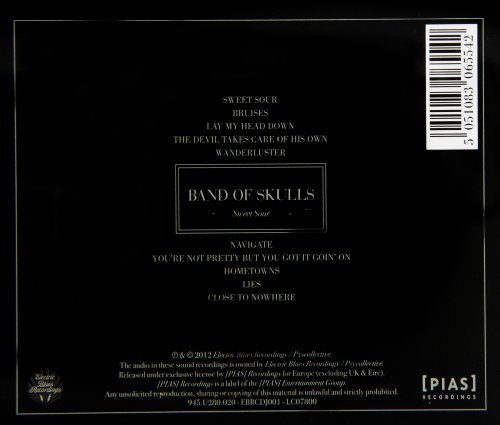 SWEET SOUR
BRUISES
LAY MY HEAD DOWN
THE DEVIL TAKES CARE OF HIS OWN
WANDERLUSTER
BAND OF SKULLS
Sweet Sour
NAVIGATE
YOU'RE NOT PRETTY BUT YOU GOT IT GOIN' ON
HOMETOWNS
LIES
CLOSE TO NOWHERE
5 051083 065542
℗ & © 2012 Electric Blues Recordings / Psycollective.
The audio in these sound recordings is owned by Electric Blues Recordings / Psycollective.
Released under exclusive license by [PIAS] Recordings for Europe (excluding UK & Eire).
[PIAS] Recordings is a label of the [PIAS] Entertainment Group.
Any unsolicited reproduction, sharing or copying of this material is unlawful and strictly prohibited.
945.U280.020 - EBRCDJ001 - LC07800
Electric
Blues
Recordings
[PIAS]
RECORDINGS